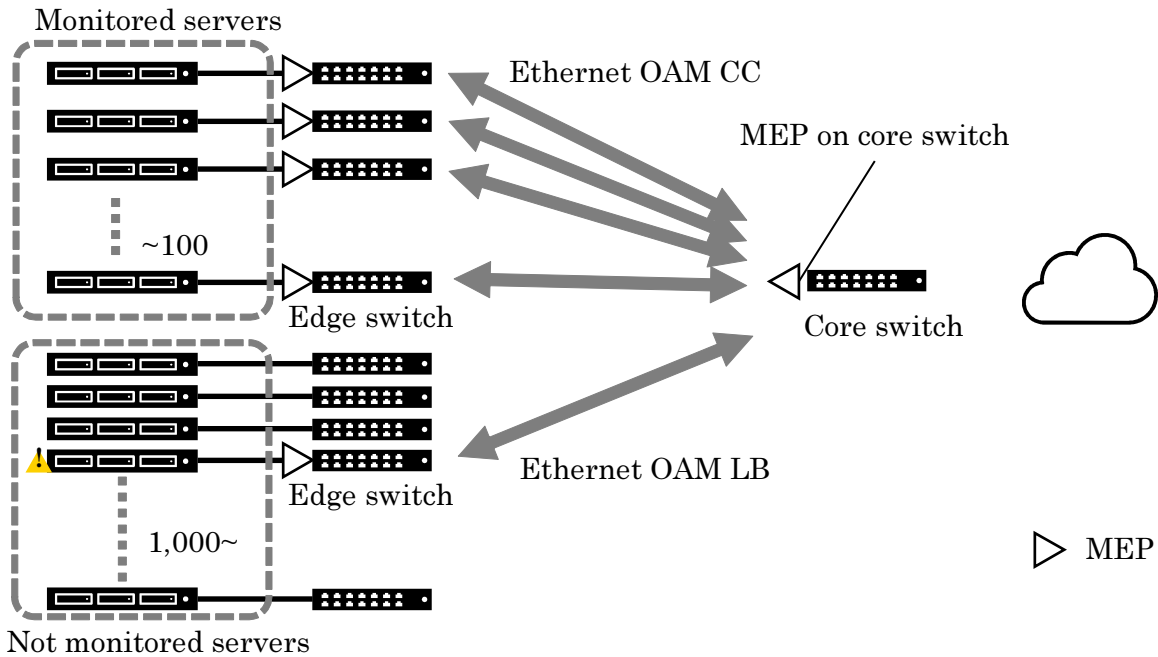 Monitored servers
Ethernet OAM CC
MEP on core switch
~100
Edge switch
Core switch
Ethernet OAM LB
Edge switch
1,000~
MEP
Not monitored servers